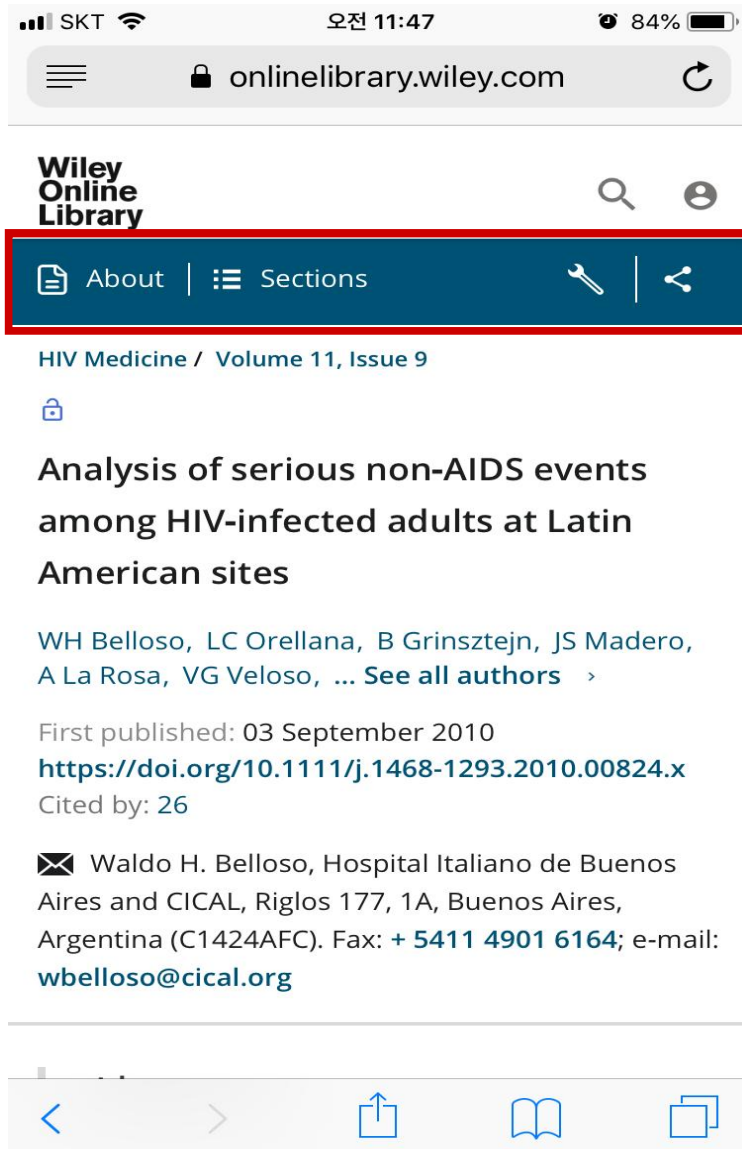 SKT 오전 11:47 84%
onlinelibrary.wiley.com
Wiley
Online
Library
About Sections
HIV Medicine / Volume 11, Issue 9
Analysis of serious non-AIDS events
among HIV-infected adults at Latin
American sites
WH Belloso, LC Orellana, B Grinsztejn, JS Madero,
A La Rosa, VG Veloso, ... See all authors ›
First published: 03 September 2010
https://doi.org/10.1111/j.1468-1293.2010.00824.x
Cited by: 26
Waldo H. Belloso, Hospital Italiano de Buenos
Aires and CICAL, Riglos 177, 1A, Buenos Aires,
Argentina (C1424AFC). Fax: + 5411 4901 6164; e-mail:
wbelloso@cical.org